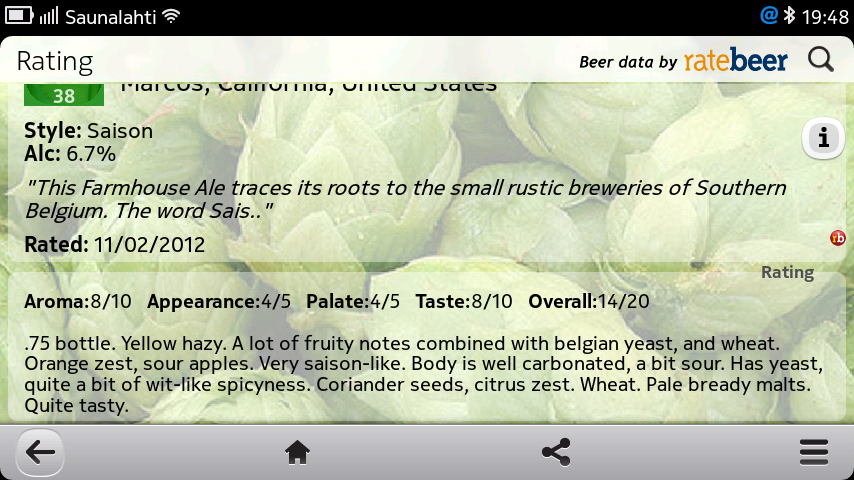 Saunalahti @ 19:48
Rating Beer data by ratebeer
38 Marcos, California, United States
Style: Saison
i
Alc: 6.7%
"This Farmhouse Ale traces its roots to the small rustic breweries of Southern
Belgium. The word Sais.."
Rated: 11/02/2012
rb
Rating
Aroma:8/10 Appearance:4/5 Palate:4/5 Taste:8/10 Overall:14/20
.75 bottle. Yellow hazy. A lot of fruity notes combined with belgian yeast, and wheat.
Orange zest, sour apples. Very saison-like. Body is well carbonated, a bit sour. Has yeast,
quite a bit of wit-like spicyness. Coriander seeds, citrus zest. Wheat. Pale bready malts.
Quite tasty.